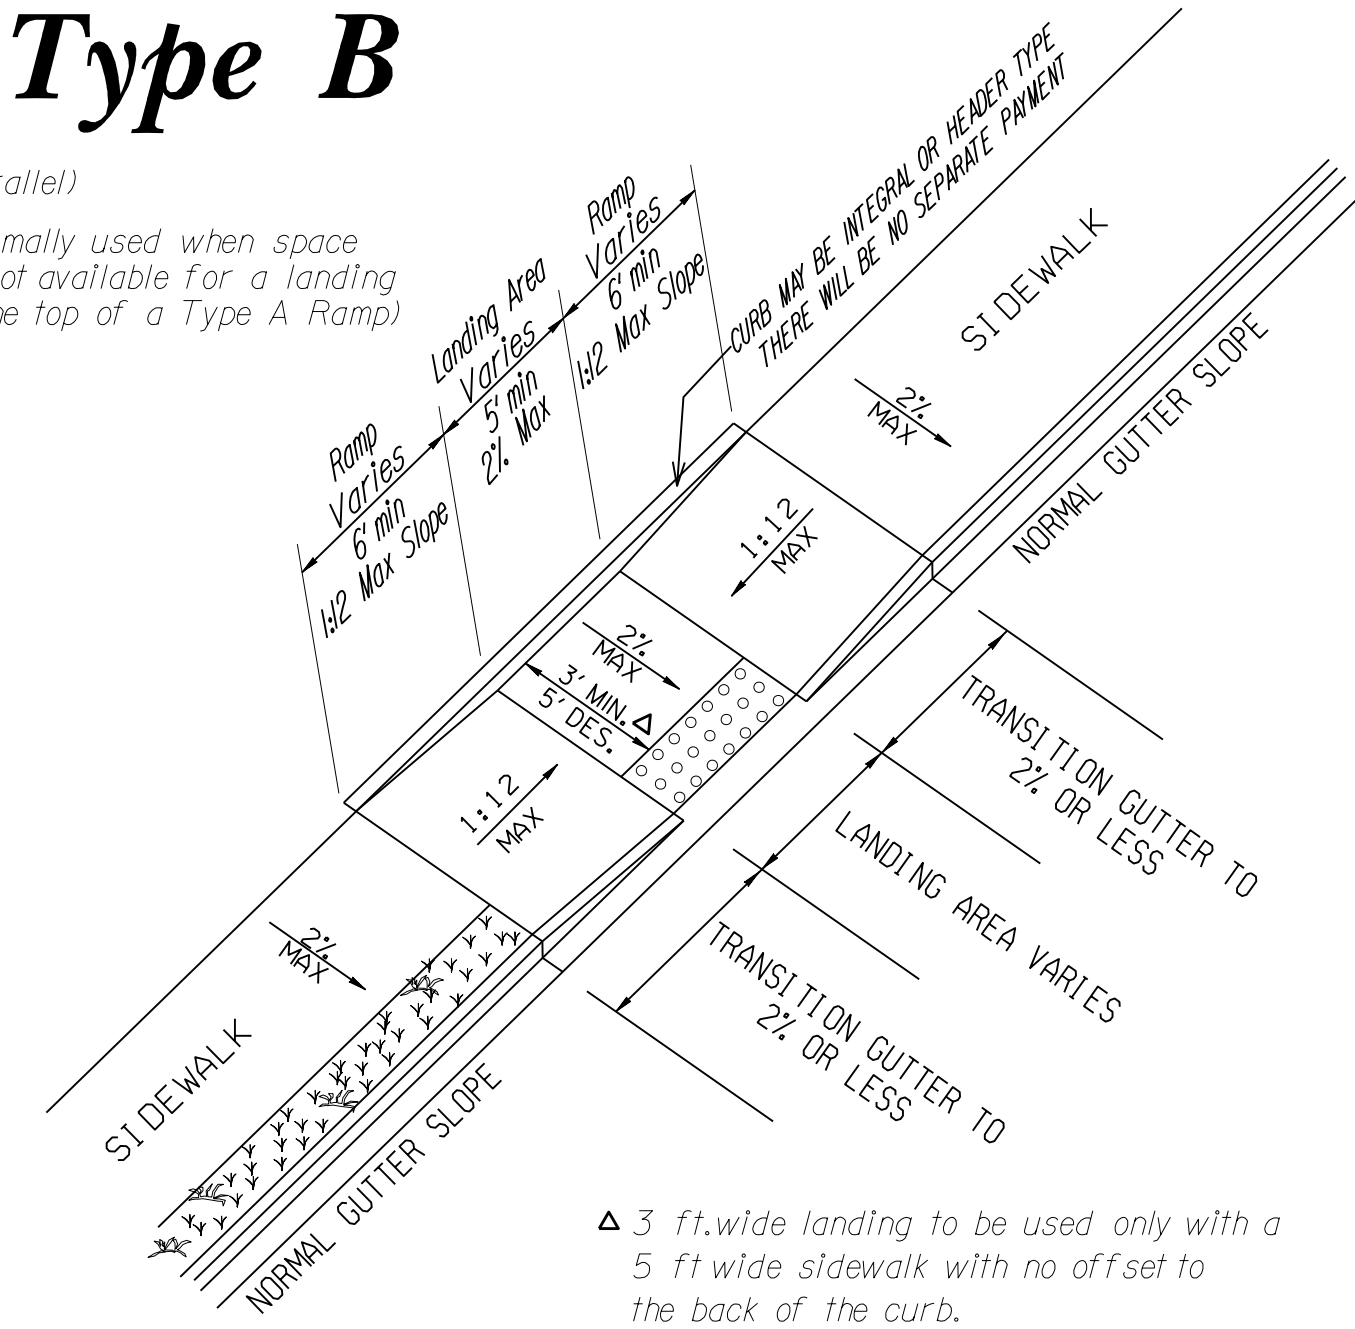 Type B
mally used when space
available for a landing
top of a Type A Ramp)
Ramp
Varies
6' min
1:12 Max Slope
Landing Area
Varies
5' min
2% Max
Ramp
Varies
6' min
1:12 Max Slope
CURB MAY BE INTEGRAL OR HEADER TYPE
THERE WILL BE NO SEPARATE PAYMENT
SIDEWALK
2%
MAX
NORMAL GUTTER SLOPE
1:12
MAX
2%
MAX
3' MIN. Δ
5' DES.
1:12
MAX
TRANSITION GUTTER TO
2% OR LESS
LANDING AREA VARIES
TRANSITION GUTTER TO
2% OR LESS
2%
MAX
SIDEWALK
NORMAL GUTTER SLOPE
Δ 3 ft.wide landing to be used only with a
5 ft wide sidewalk with no offset to
the back of the curb.